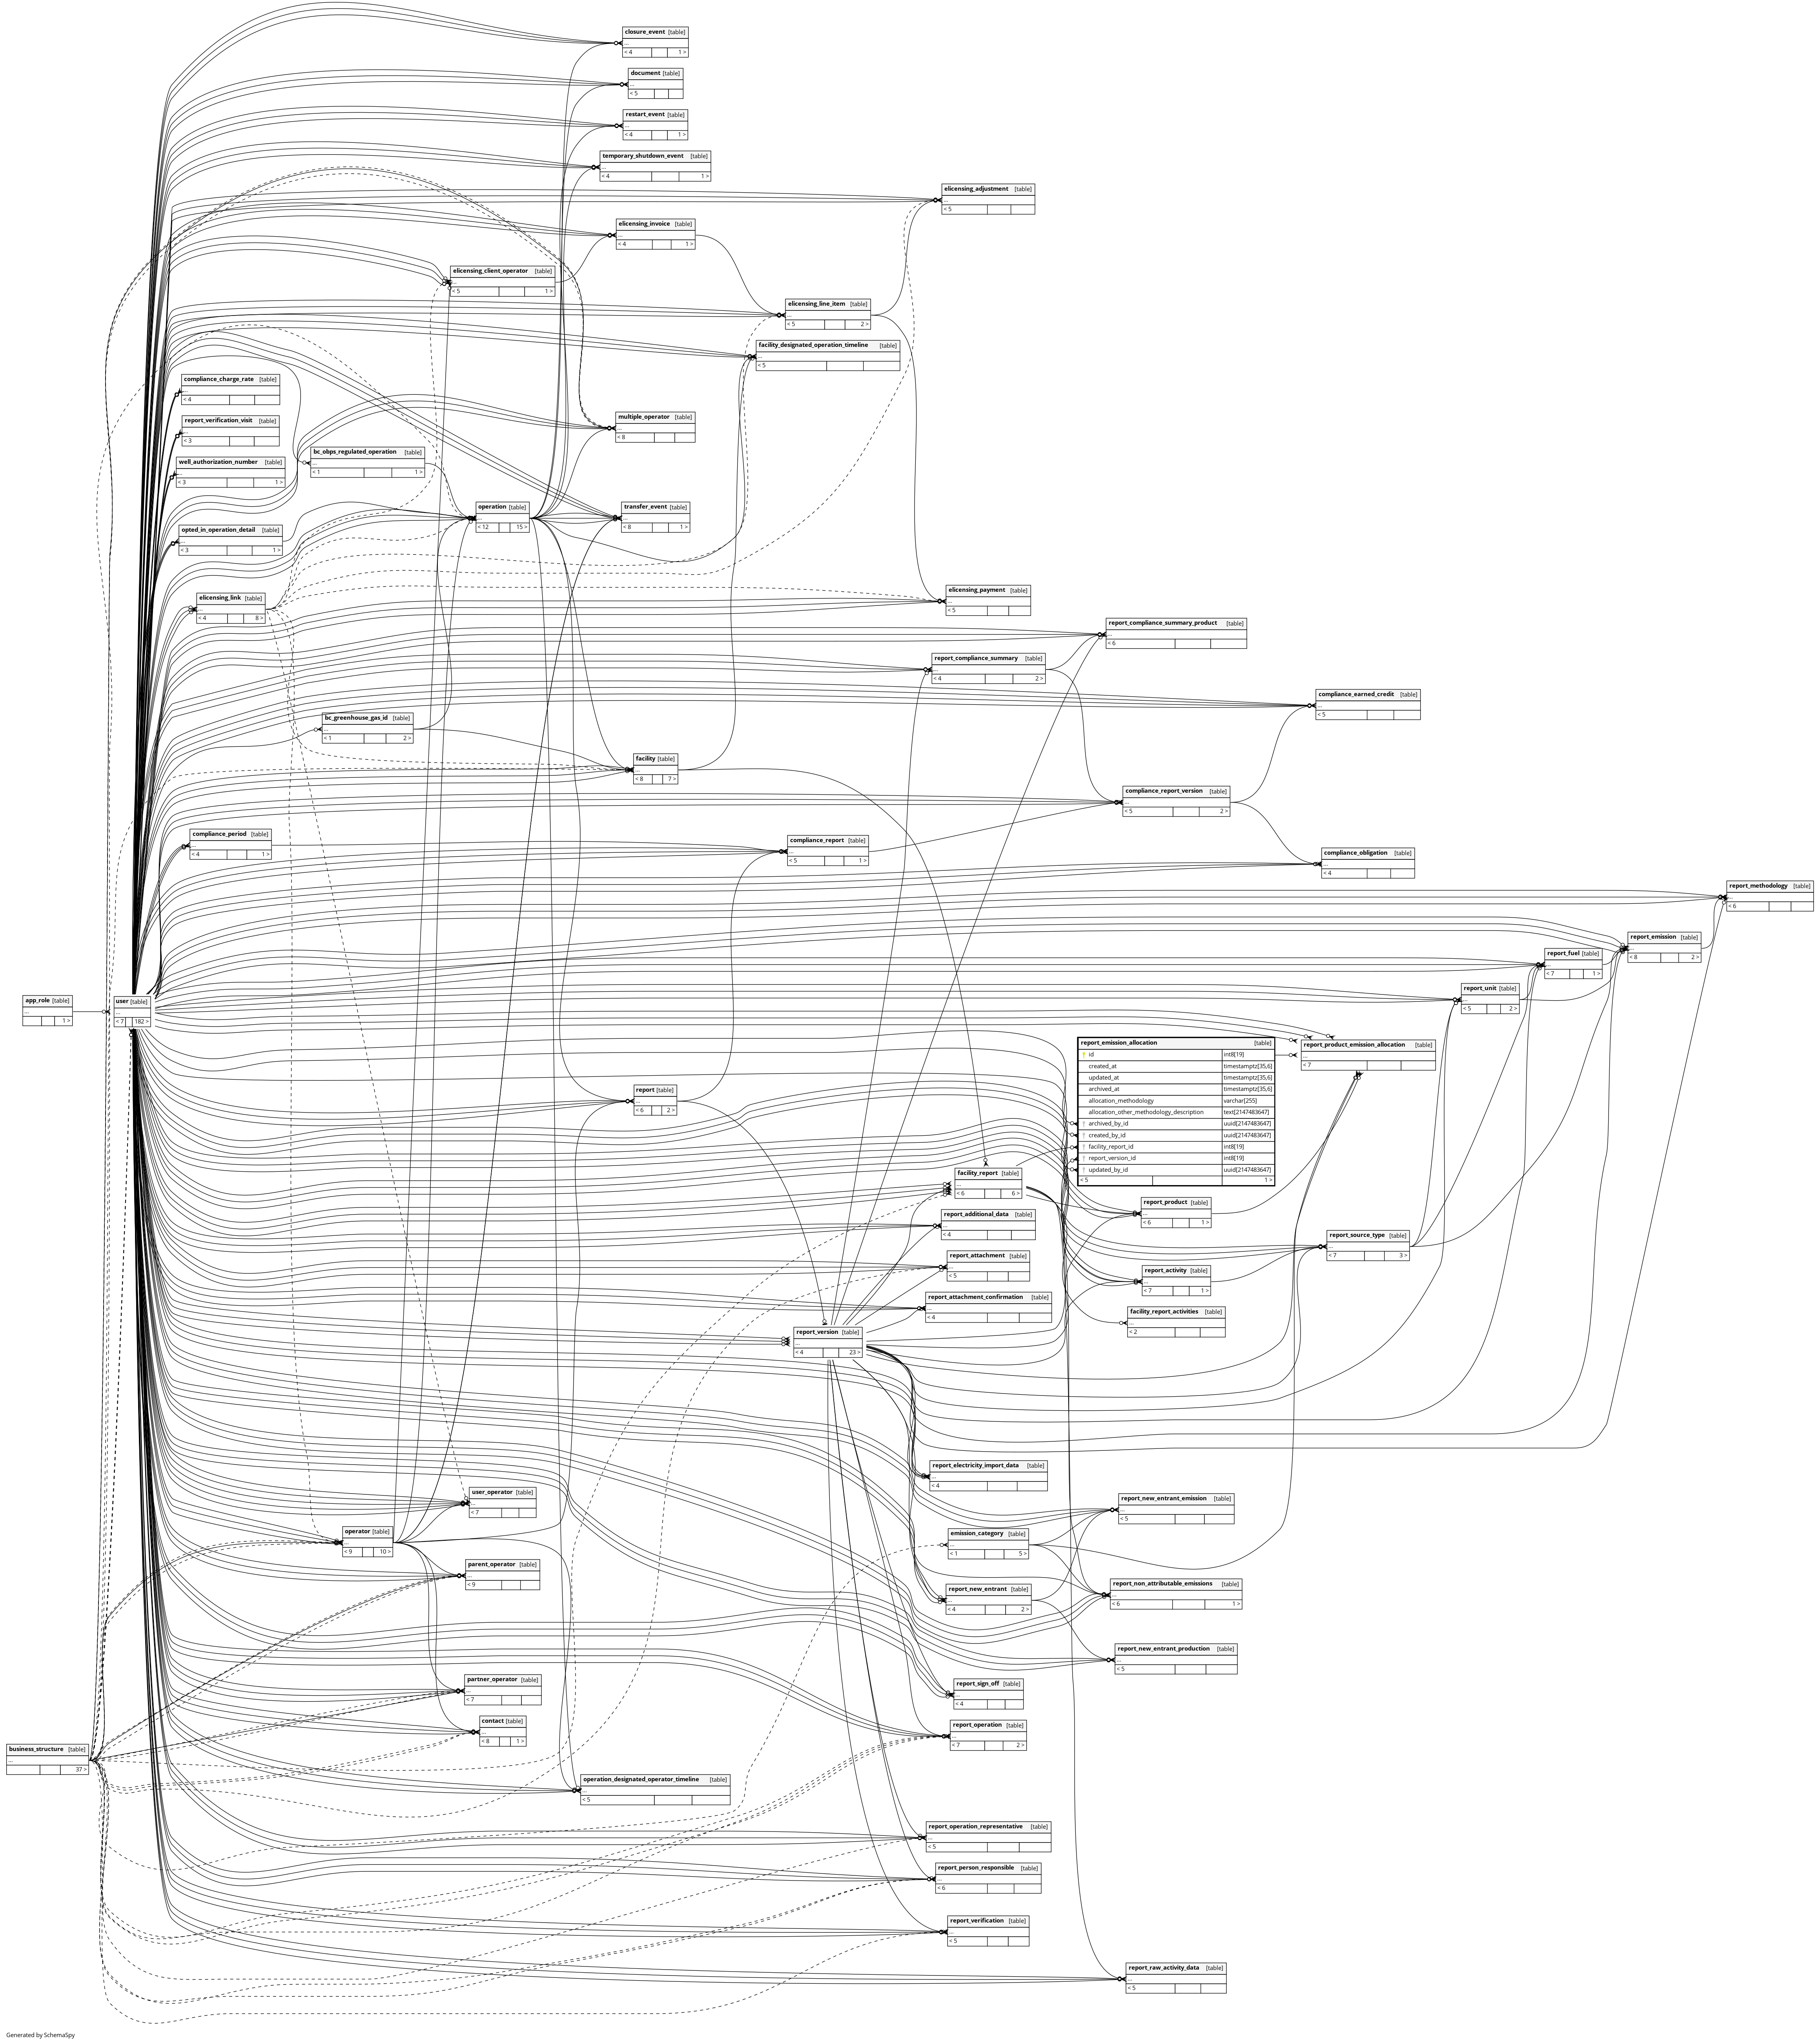 closure_event [table]
...
< 4 1 >
document [table]
...
< 5
restart_event [table]
...
< 4 1 >
temporary_shutdown_event [table]
...
< 4 1 >
elicensing_adjustment [table]
...
< 5
elicensing_invoice [table]
...
< 4 1 >
elicensing_client_operator [table]
...
< 5 1 >
elicensing_line_item [table]
...
< 5 2 >
facility_designated_operation_timeline [table]
...
< 5
compliance_charge_rate [table]
...
< 4
multiple_operator [table]
...
< 8
report_verification_visit [table]
...
< 3
bc_obps_regulated_operation [table]
...
< 1 1 >
well_authorization_number [table]
...
< 3 1 >
operation [table]
...
< 12 15 >
transfer_event [table]
...
< 8 1 >
opted_in_operation_detail [table]
...
< 3 1 >
elicensing_link [table]
...
< 4 8 >
elicensing_payment [table]
...
< 5
report_compliance_summary_product [table]
...
< 6
report_compliance_summary [table]
...
< 4 2 >
compliance_earned_credit [table]
...
< 5
bc_greenhouse_gas_id [table]
...
< 1 2 >
facility [table]
...
< 8 7 >
compliance_report_version [table]
...
< 5 2 >
compliance_period [table]
...
< 4 1 >
compliance_report [table]
...
< 5 1 >
compliance_obligation [table]
...
< 4
report_methodology [table]
...
< 6
report_emission [table]
...
< 8 2 >
report_fuel [table]
...
< 7 1 >
report_unit [table]
...
< 5 2 >
app_role [table]
...
1 >
user [table]
...
< 7 182 >
report_emission_allocation [table]
id int8[19]
created_at timestamptz[35,6]
updated_at timestamptz[35,6]
archived_at timestamptz[35,6]
allocation_methodology varchar[255]
allocation_other_methodology_description text[2147483647]
archived_by_id uuid[2147483647]
created_by_id uuid[2147483647]
facility_report_id int8[19]
report_version_id int8[19]
updated_by_id uuid[2147483647]
< 5 1 >
report_product_emission_allocation [table]
...
< 7
report [table]
...
< 6 2 >
facility_report [table]
...
< 6 6 >
report_product [table]
...
< 6 1 >
report_additional_data [table]
...
< 4
report_source_type [table]
...
< 7 3 >
report_attachment [table]
...
< 5
report_activity [table]
...
< 7 1 >
report_attachment_confirmation [table]
...
< 4
facility_report_activities [table]
...
< 2
report_version [table]
...
< 4 23 >
report_electricity_import_data [table]
...
< 4
user_operator [table]
...
< 7
report_new_entrant_emission [table]
...
< 5
operator [table]
...
< 9 10 >
emission_category [table]
...
< 1 5 >
parent_operator [table]
...
< 9
report_new_entrant [table]
...
< 4 2 >
report_non_attributable_emissions [table]
...
< 6 1 >
report_new_entrant_production [table]
...
< 5
partner_operator [table]
...
< 7
report_sign_off [table]
...
< 4
contact [table]
...
< 8 1 >
report_operation [table]
...
< 7 2 >
business_structure [table]
...
37 >
operation_designated_operator_timeline [table]
...
< 5
report_operation_representative [table]
...
< 5
report_person_responsible [table]
...
< 6
report_verification [table]
...
< 5
report_raw_activity_data [table]
...
< 5
Generated by SchemaSpy